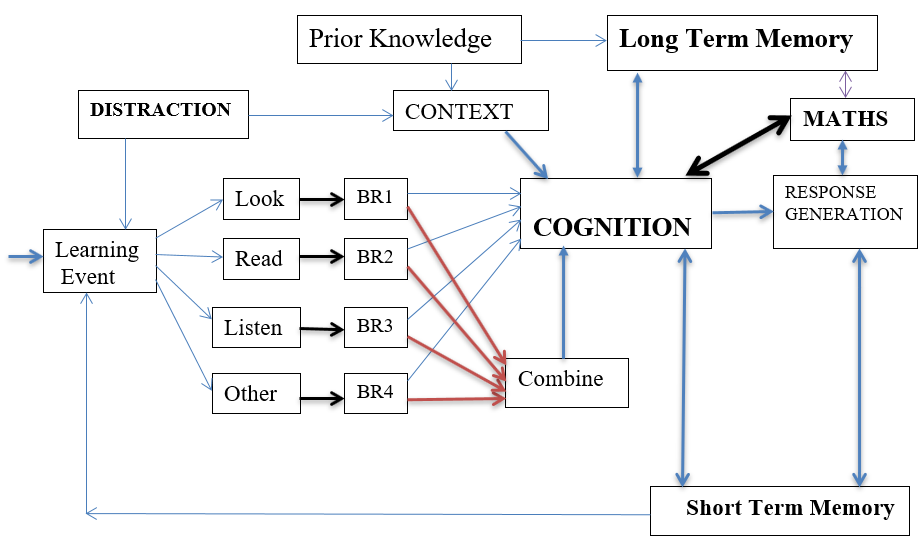 Prior Knowledge
Long Term Memory
DISTRACTION
CONTEXT
MATHS
Look
BR1
COGNITION
RESPONSE
GENERATION
Learning
Event
Read
BR2
Listen
BR3
Other
BR4
Combine
Short Term Memory